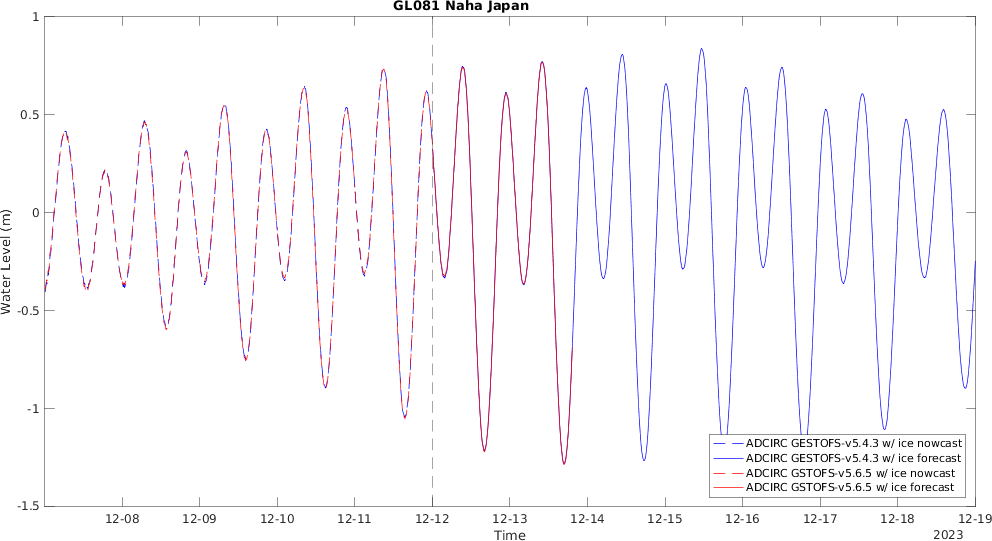 GL081 Naha Japan
1
0.5
0
-0.5
-1
-1.5
Water Level (m)
12-08
12-09
12-10
12-11
12-12
12-13
12-14
12-15
12-16
12-17
12-18
12-19
Time
2023
ADCIRC GESTOFS-v5.4.3 w/ ice nowcast
ADCIRC GESTOFS-v5.4.3 w/ ice forecast
ADCIRC GSTOFS-v5.6.5 w/ ice nowcast
ADCIRC GSTOFS-v5.6.5 w/ ice forecast